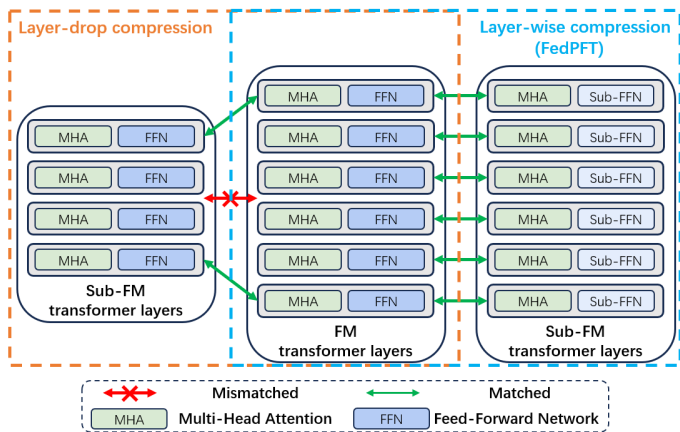 Layer-drop compression
Layer-wise compression
(FedPFT)
MHA FFN
MHA FFN
MHA FFN
MHA FFN
Sub-FM
transformer layers
MHA FFN
MHA FFN
MHA FFN
MHA FFN
MHA FFN
MHA FFN
FM
transformer layers
MHA Sub-FFN
MHA Sub-FFN
MHA Sub-FFN
MHA Sub-FFN
MHA Sub-FFN
MHA Sub-FFN
Sub-FM
transformer layers
Mismatched Matched
MHA Multi-Head Attention FFN Feed-Forward Network